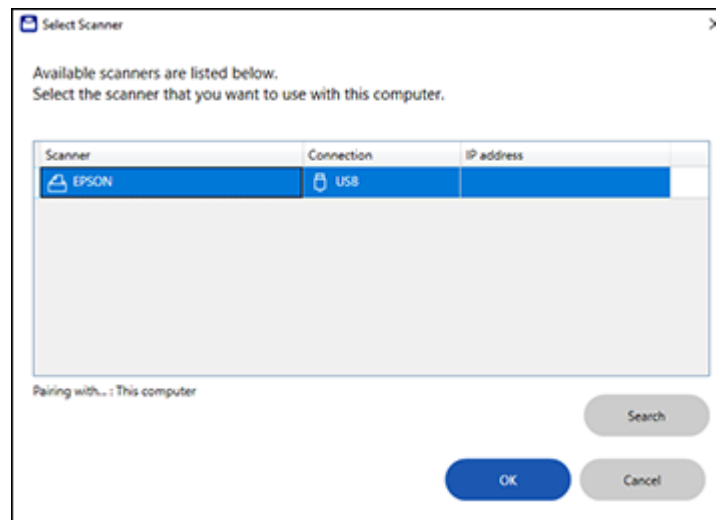 Select Scanner
Available scanners are listed below.
Select the scanner that you want to use with this computer.
Scanner Connection IP address
EPSON USB
Pairing with... : This computer
Search
OK Cancel